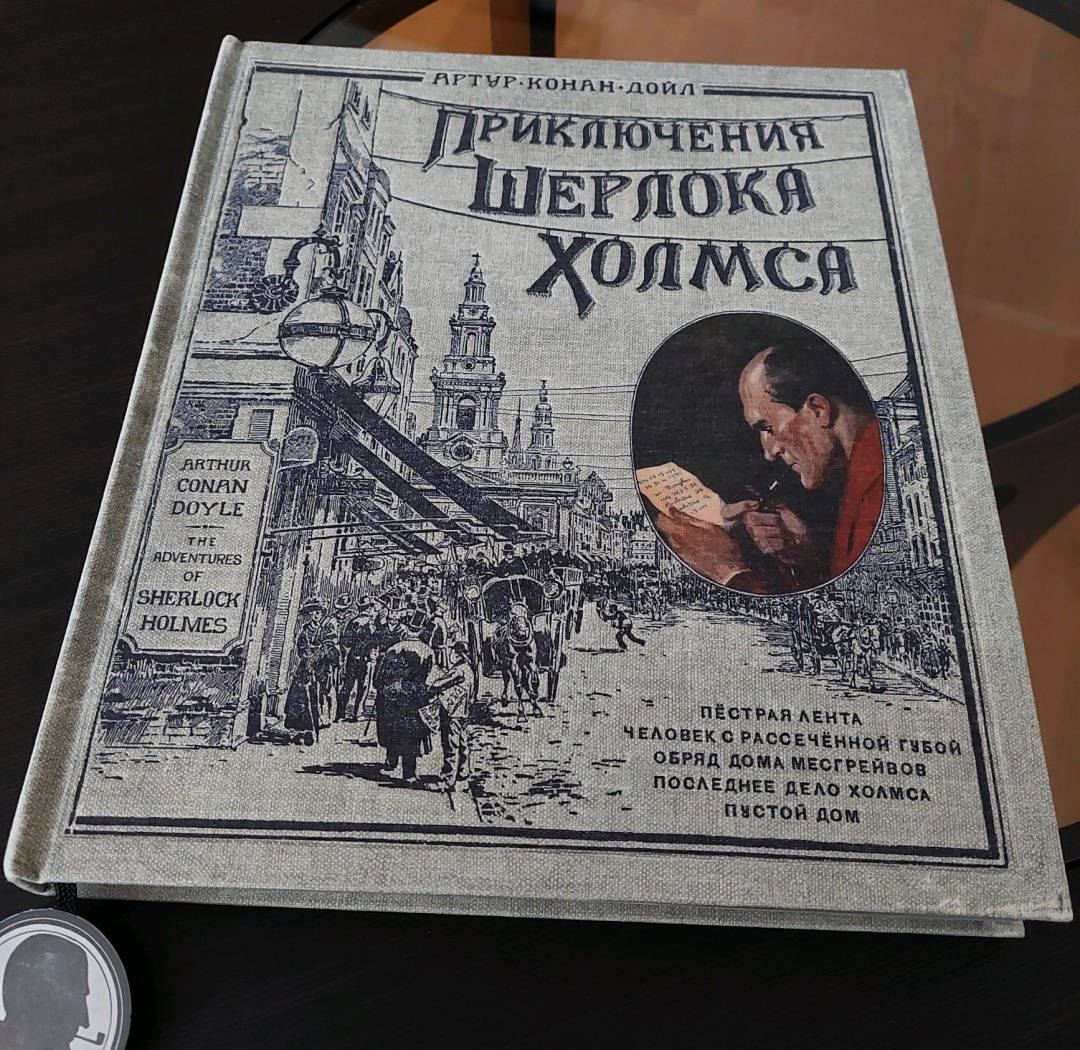 АРТУР·КОНАН·ДОЙЛ
ПРИКЛЮЧЕНИЯ
ШЕРЛОКА
ХОЛМСА
ARTHUR
CONAN
DOYLE
THE
ADVENTURES
OF
SHERLOCK
HOLMES
ПЁСТРАЯ ЛЕНТА
ЧЕЛОВЕК С РАССЕЧЁННОЙ ГУБОЙ
ОБРЯД ДОМА МЕСГРЕЙВОВ
ПОСЛЕДНЕЕ ДЕЛО ХОЛМСА
ПУСТОЙ ДОМ